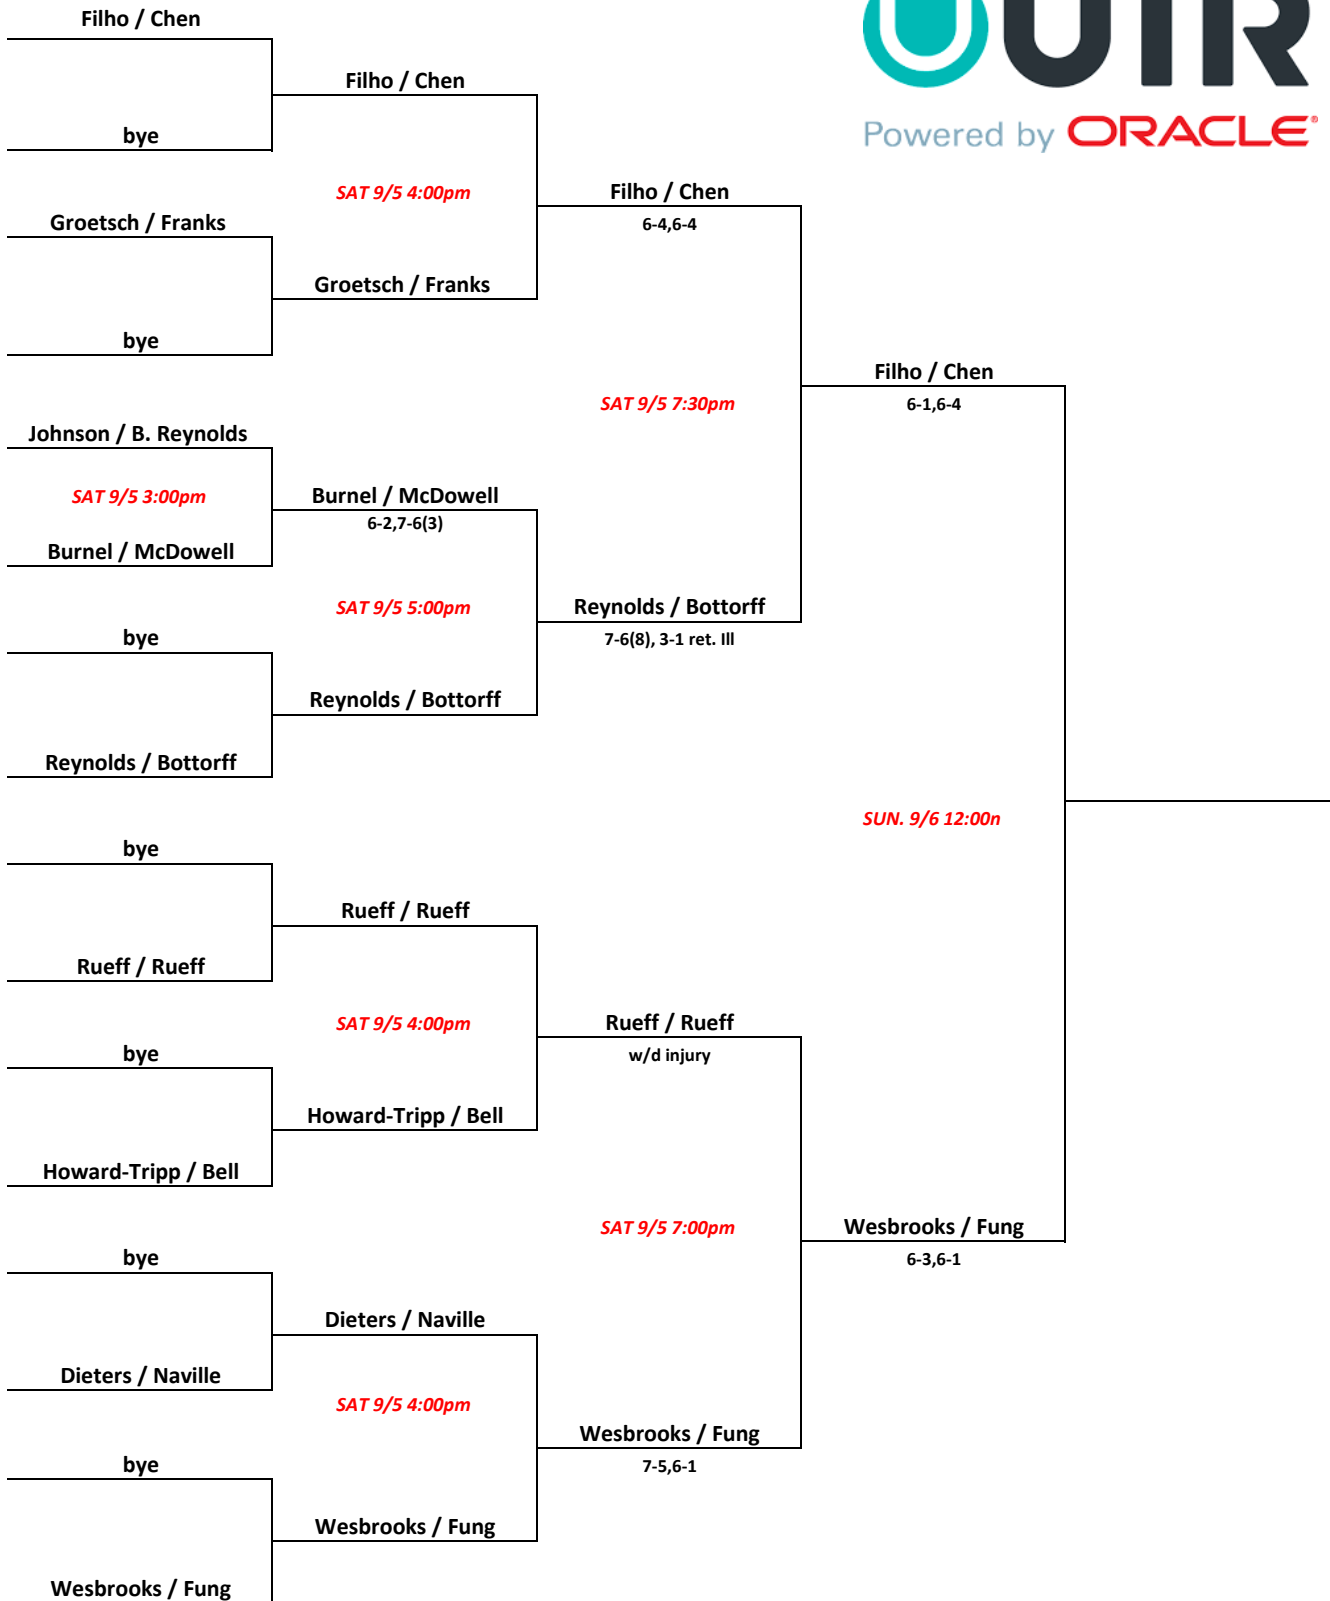 Filho / Chen
UTR
Powered by ORACLE®
Filho / Chen
bye
SAT 9/5 4:00pm
Filho / Chen
6-4,6-4
Groetsch / Franks
Groetsch / Franks
bye
Filho / Chen
6-1,6-4
SAT 9/5 7:30pm
Johnson / B. Reynolds
SAT 9/5 3:00pm
Burnel / McDowell
6-2,7-6(3)
Burnel / McDowell
SAT 9/5 5:00pm
Reynolds / Bottorff
7-6(8), 3-1 ret. Ill
bye
Reynolds / Bottorff
Reynolds / Bottorff
SUN. 9/6 12:00n
bye
Rueff / Rueff
Rueff / Rueff
SAT 9/5 4:00pm
Rueff / Rueff
w/d injury
bye
Howard-Tripp / Bell
Howard-Tripp / Bell
SAT 9/5 7:00pm
Wesbrooks / Fung
6-3,6-1
bye
Dieters / Naville
Dieters / Naville
SAT 9/5 4:00pm
Wesbrooks / Fung
7-5,6-1
bye
Wesbrooks / Fung
Wesbrooks / Fung